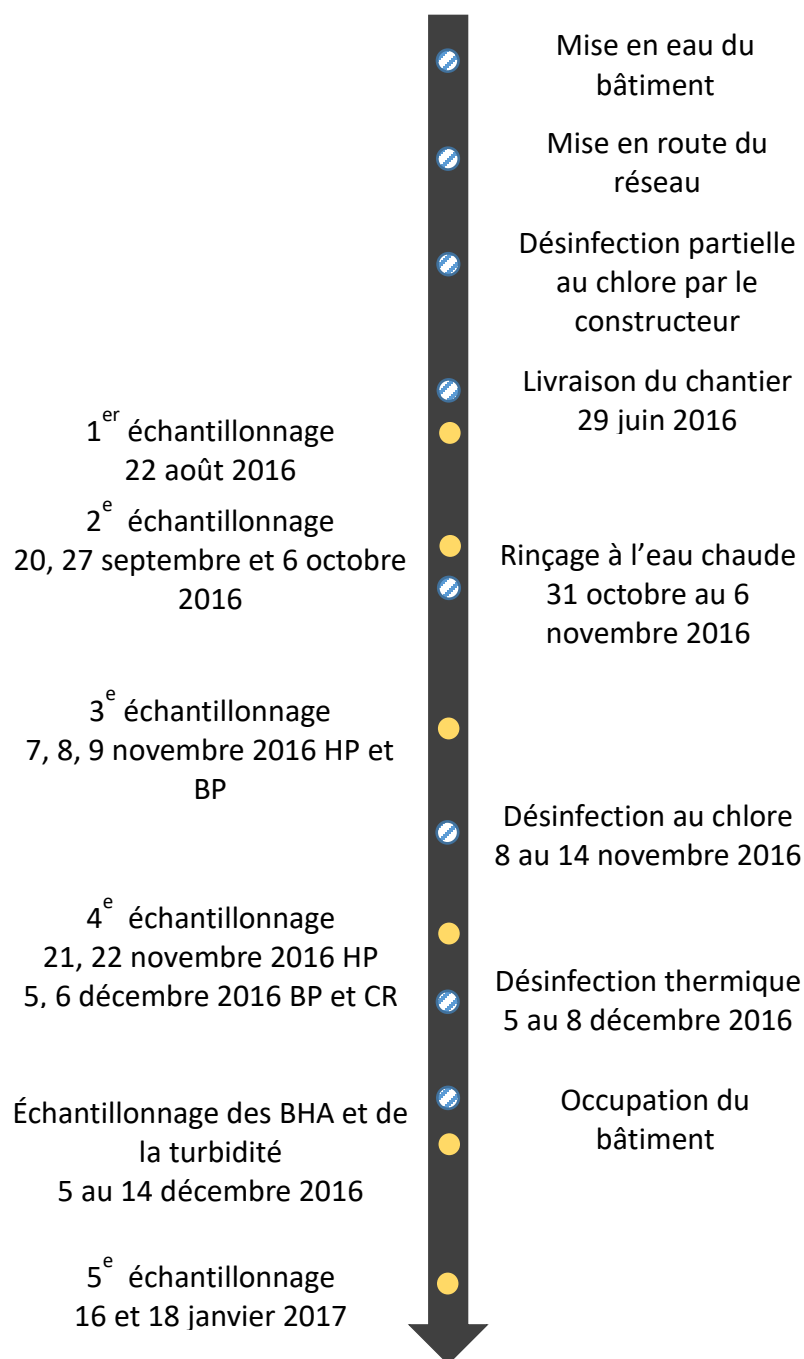 Mise en eau du
bâtiment
Mise en route du
réseau
Désinfection partielle
au chlore par le
constructeur
Livraison du chantier
29 juin 2016
1er échantillonnage
22 août 2016
2e échantillonnage
20, 27 septembre et 6 octobre
2016
Rinçage à l’eau chaude
31 octobre au 6
novembre 2016
3e échantillonnage
7, 8, 9 novembre 2016 HP et
BP
Désinfection au chlore
8 au 14 novembre 2016
4e échantillonnage
21, 22 novembre 2016 HP
5, 6 décembre 2016 BP et CR
Désinfection thermique
5 au 8 décembre 2016
Occupation du
bâtiment
Échantillonnage des BHA et de
la turbidité
5 au 14 décembre 2016
5e échantillonnage
16 et 18 janvier 2017